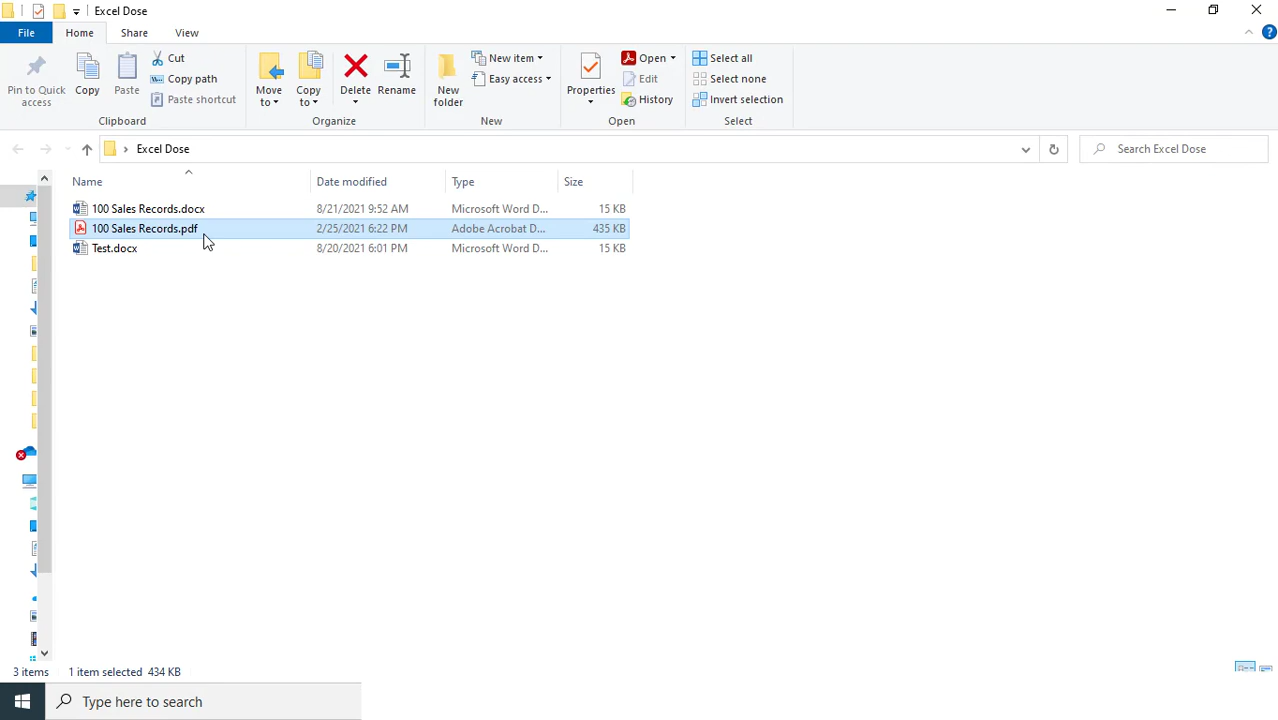 Excel Dose
File Home Share View
Pin to Quick access
Copy
Paste
Cut
Copy path
Paste shortcut
Clipboard
Move to
Copy to
Delete
Rename
Organize
New folder
New item
Easy access
New
Properties
Open
Edit
History
Open
Select all
Select none
Invert selection
Select
Excel Dose
Search Excel Dose
Name Date modified Type Size
100 Sales Records.docx 8/21/2021 9:52 AM Microsoft Word D... 15 KB
100 Sales Records.pdf 2/25/2021 6:22 PM Adobe Acrobat D... 435 KB
Test.docx 8/20/2021 6:01 PM Microsoft Word D... 15 KB
3 items 1 item selected 434 KB
Type here to search